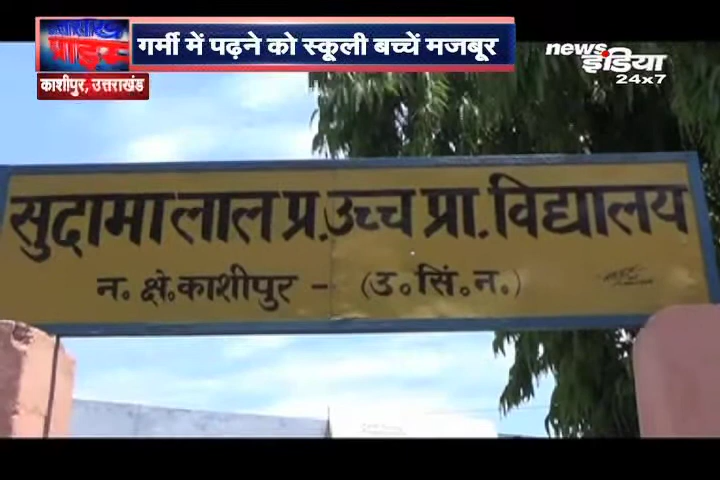 गर्मी में पढ़ने को स्कूली बच्चें मजबूर
काशीपुर, उत्तराखंड
news
इंडिया
24x7
सुदामा लाल प्र. उच्च प्रा. विद्यालय
न. क्षे. काशीपुर - (उ. सिं. न.)